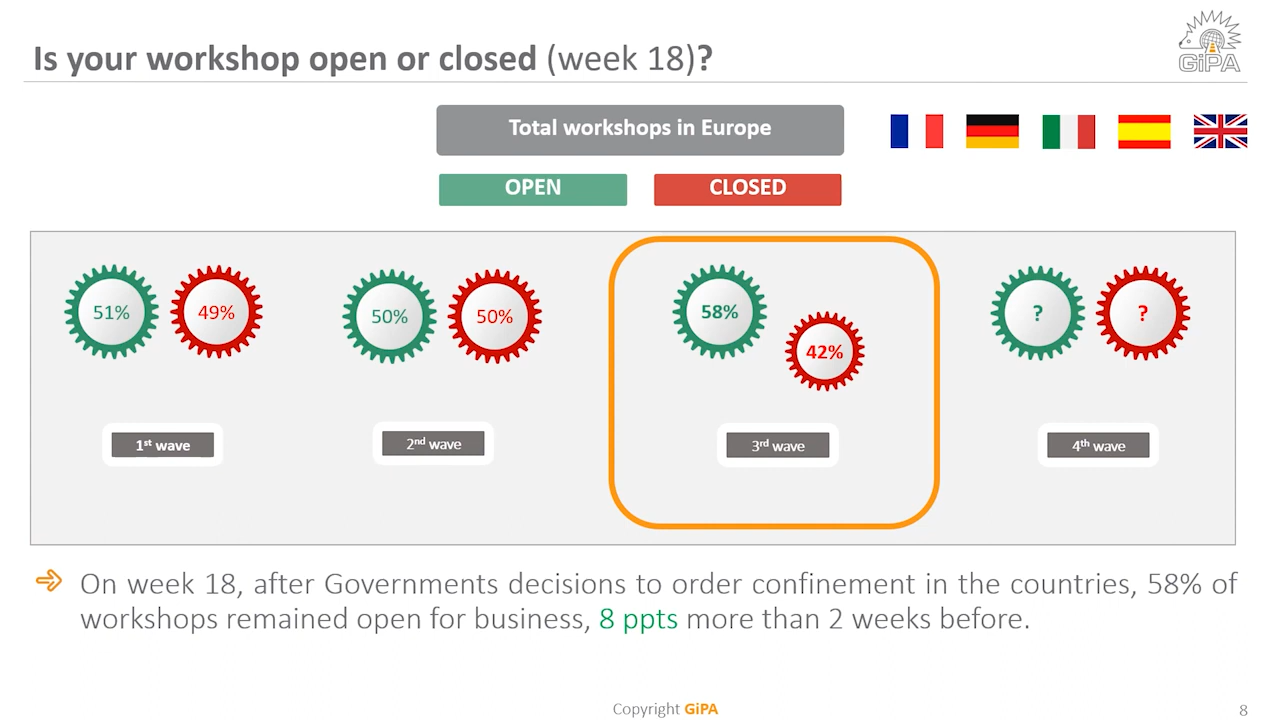 Is your workshop open or closed (week 18)?
GiPA
Total workshops in Europe
OPEN CLOSED
51% 49% 50% 50% 58% 42% ? ?
1st wave 2nd wave 3rd wave 4th wave
On week 18, after Governments decisions to order confinement in the countries, 58% of
workshops remained open for business, 8 ppts more than 2 weeks before.
Copyright GiPA
8